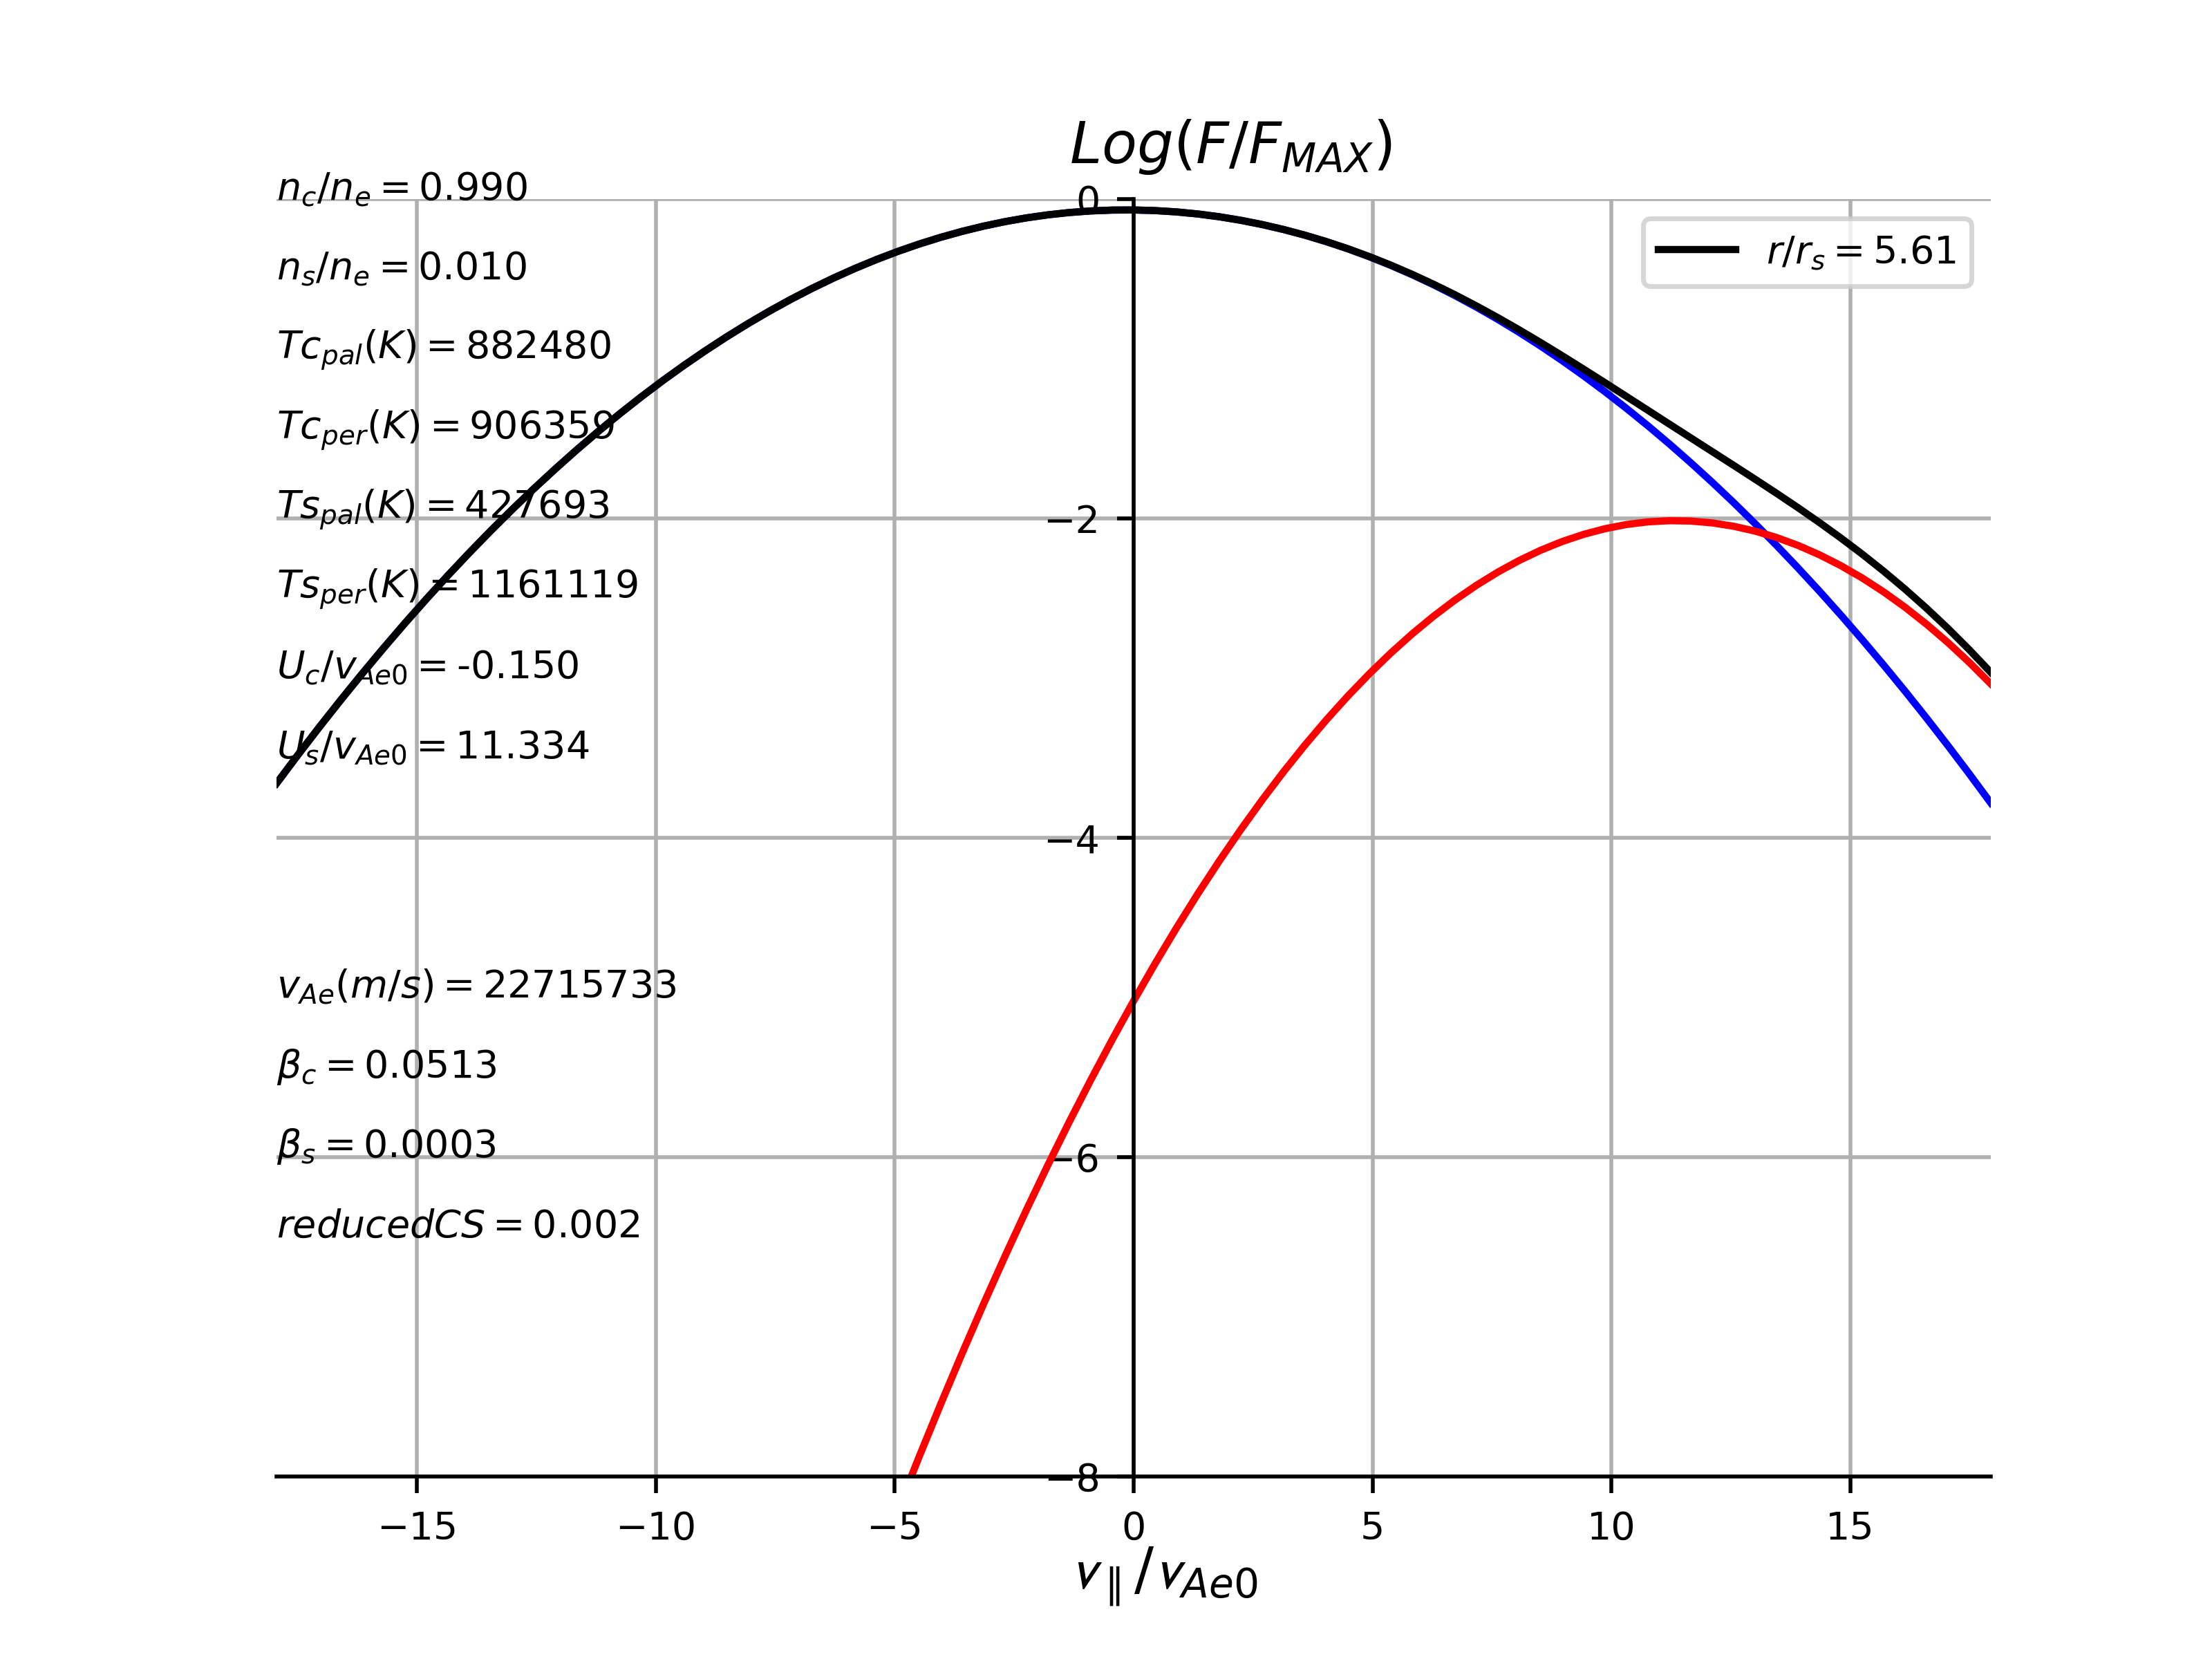 Log(F/F_MAX)
n_c/n_e = 0.990
n_s/n_e = 0.010
Tc_pal(K) = 882480
Tc_per(K) = 906359
Ts_pal(K) = 427693
Ts_per(K) = 1161119
U_c/v_Ae0 = -0.150
U_s/v_Ae0 = 11.334
v_Ae(m/s) = 22715733
β_c = 0.0513
β_s = 0.0003
reducedCS = 0.002
r/r_s = 5.61
0
−2
−4
−6
−8
−15 −10 −5 0 5 10 15
v_∥/v_Ae0